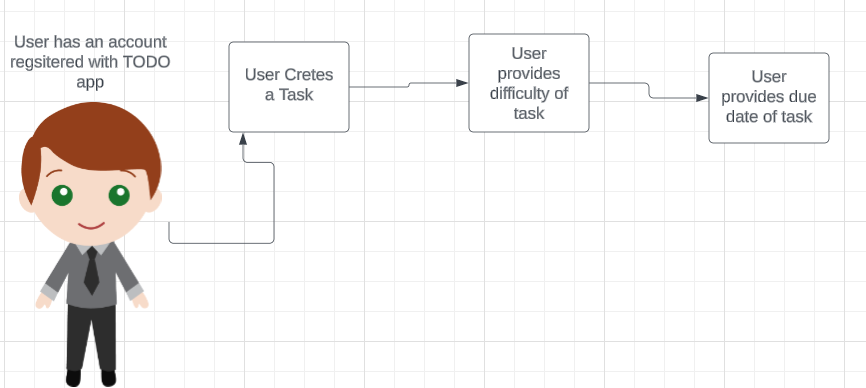 User has an account
regsitered with TODO
app
User Cretes
a Task
User
provides
difficulty of
task
User
provides due
date of task